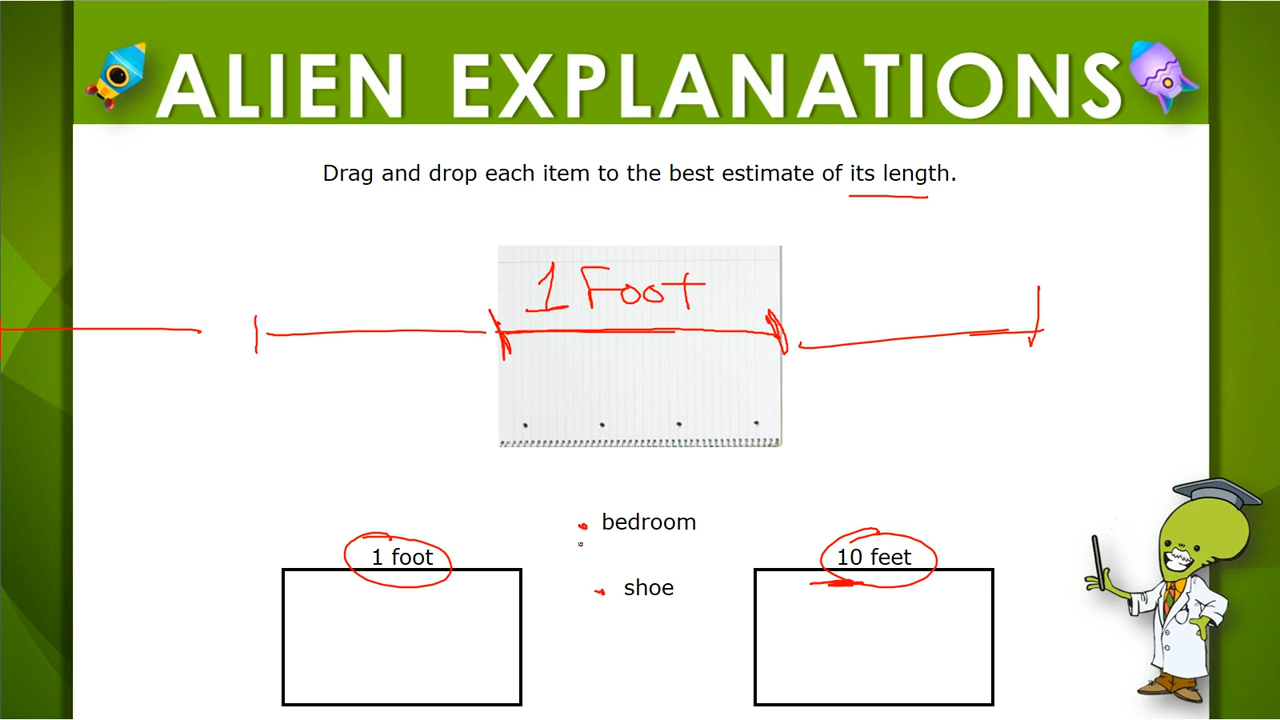 ALIEN EXPLANATIONS
Drag and drop each item to the best estimate of its length.
1 Foot
bedroom
1 foot
10 feet
shoe